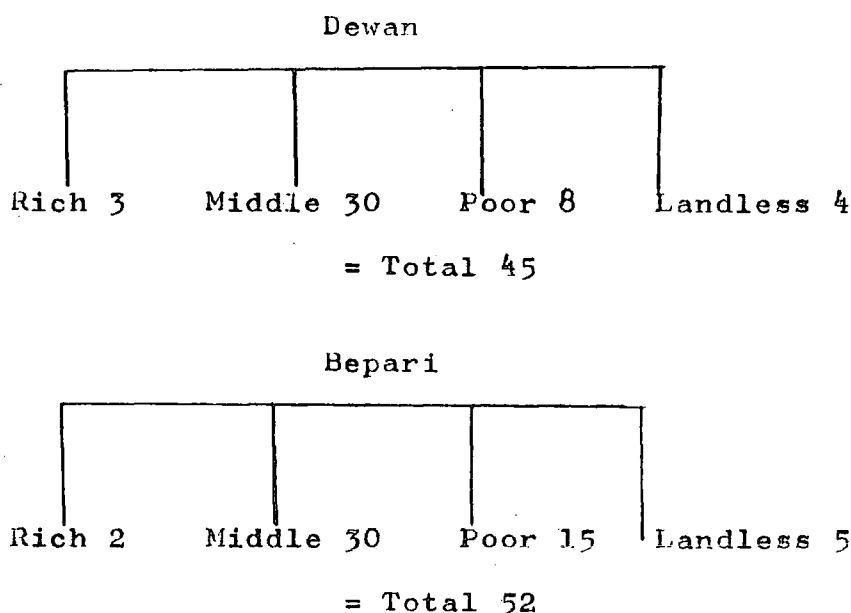 Dewan
Rich 3 Middle 30 Poor 8 Landless 4
= Total 45
Bepari
Rich 2 Middle 30 Poor 15 Landless 5
= Total 52